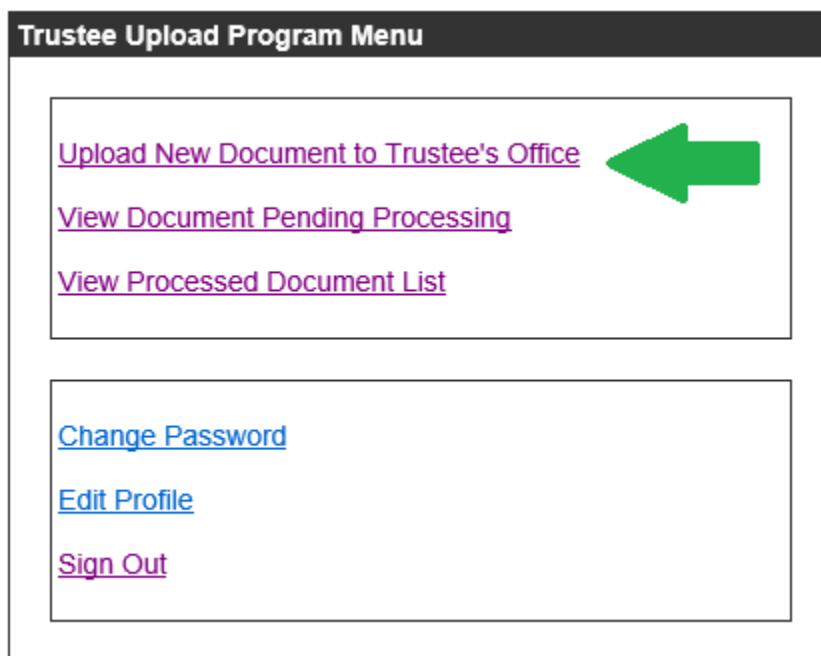 Trustee Upload Program Menu
Upload New Document to Trustee's Office
View Document Pending Processing
View Processed Document List
Change Password
Edit Profile
Sign Out